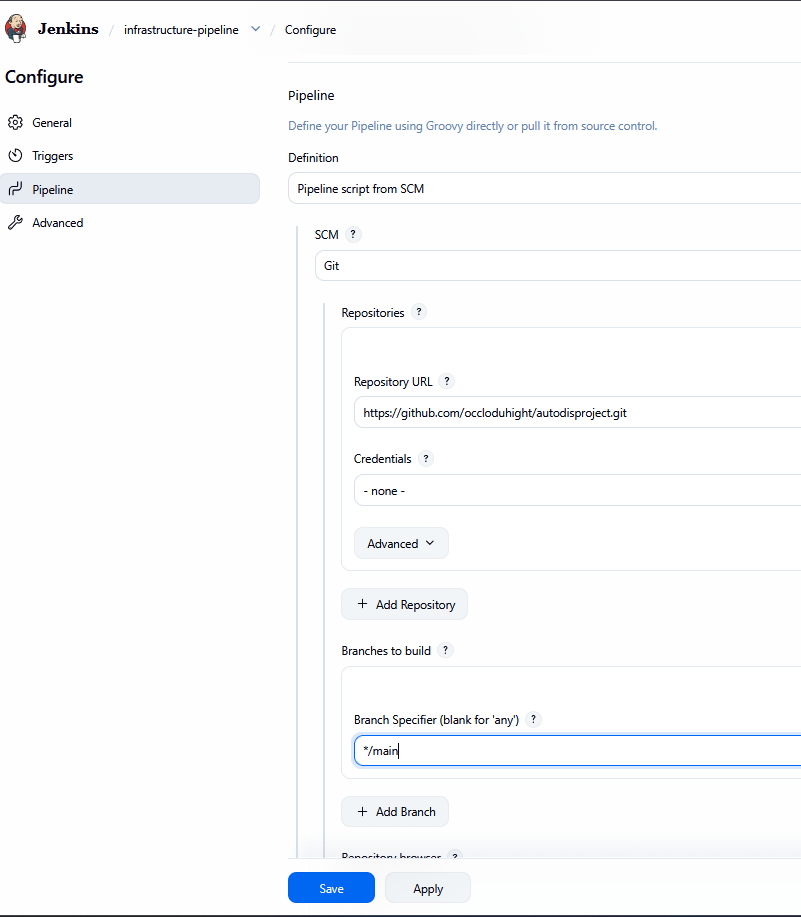 Jenkins / infrastructure-pipeline / Configure
Configure
General
Triggers
Pipeline
Advanced
Pipeline
Define your Pipeline using Groovy directly or pull it from source control.
Definition
Pipeline script from SCM
SCM ?
Git
Repositories ?
Repository URL ?
https://github.com/occloduhight/autodisproject.git
Credentials ?
- none -
Advanced
+ Add Repository
Branches to build ?
Branch Specifier (blank for 'any') ?
*/main
+ Add Branch
Repository browser ?
Save Apply